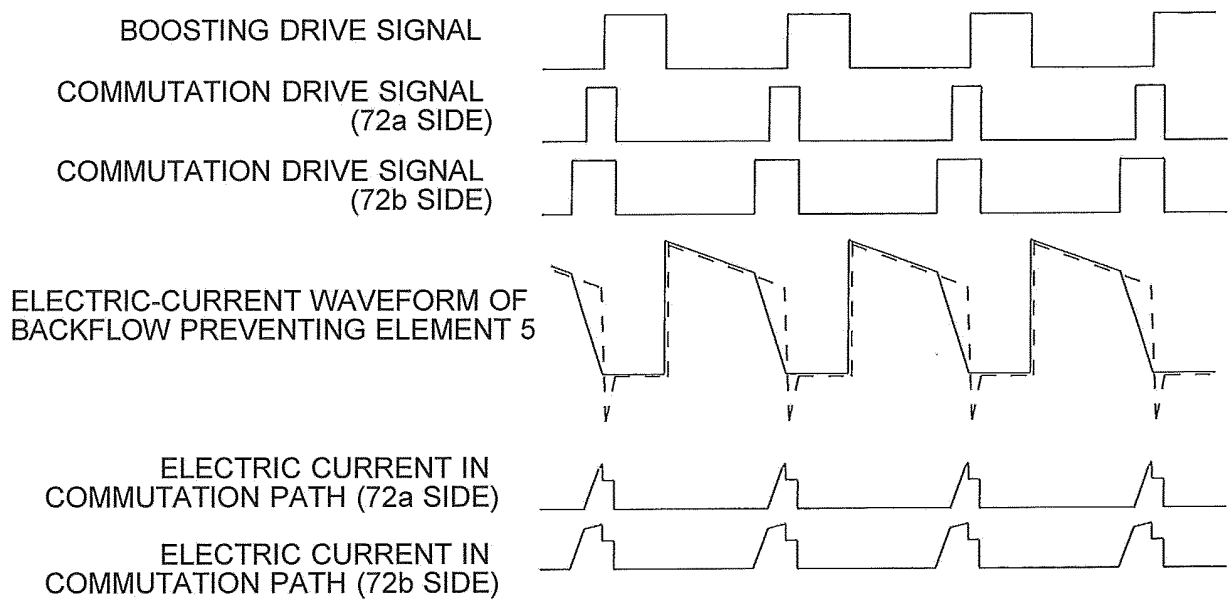 BOOSTING DRIVE SIGNAL
COMMUTATION DRIVE SIGNAL
(72a SIDE)
COMMUTATION DRIVE SIGNAL
(72b SIDE)
ELECTRIC-CURRENT WAVEFORM OF
BACKFLOW PREVENTING ELEMENT 5
ELECTRIC CURRENT IN
COMMUTATION PATH (72a SIDE)
ELECTRIC CURRENT IN
COMMUTATION PATH (72b SIDE)